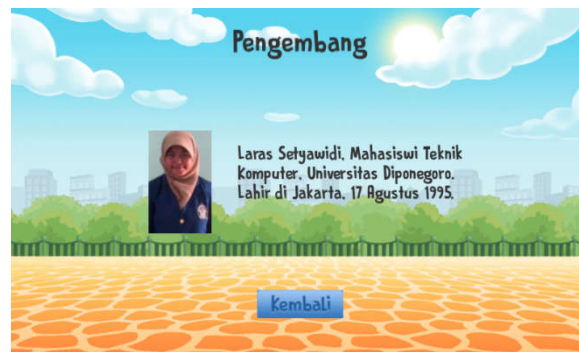 Pengembang
Laras Setyawidi, Mahasiswi Teknik
Komputer, Universitas Diponegoro.
Lahir di Jakarta, 17 Agustus 1995.
Kembali